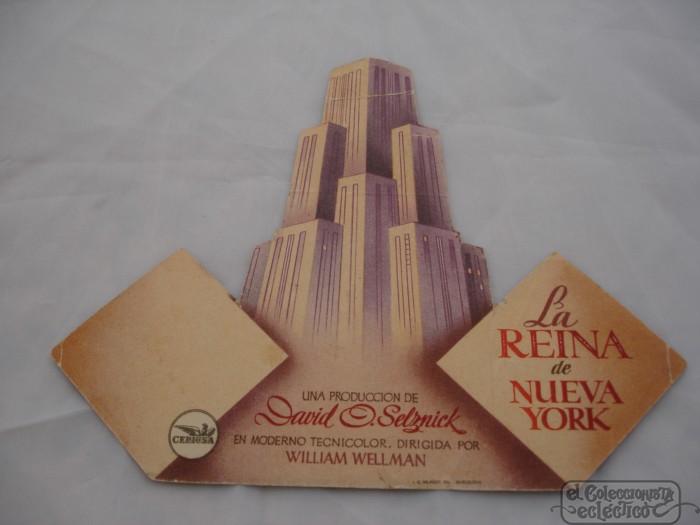 La
REINA
de
NUEVA
YORK
UNA PRODUCCION DE
David O. Selznick
EN MODERNO TECNICOLOR. DIRIGIDA POR
WILLIAM WELLMAN
CEPICSA
el Coleccionista
ecléctico